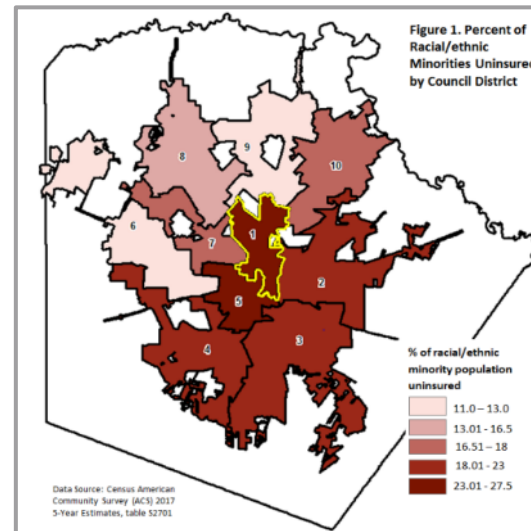 Figure 1. Percent of
Racial/ethnic
Minorities Uninsured
by Council District
8
9
10
6
1
7
2
5
4
3
% of racial/ethnic
minority population
uninsured
11.0 – 13.0
13.01 - 16.5
16.51 – 18
18.01 - 23
23.01 - 27.5
Data Source: Census American
Community Survey (ACS) 2017
5-Year Estimates, table S2701